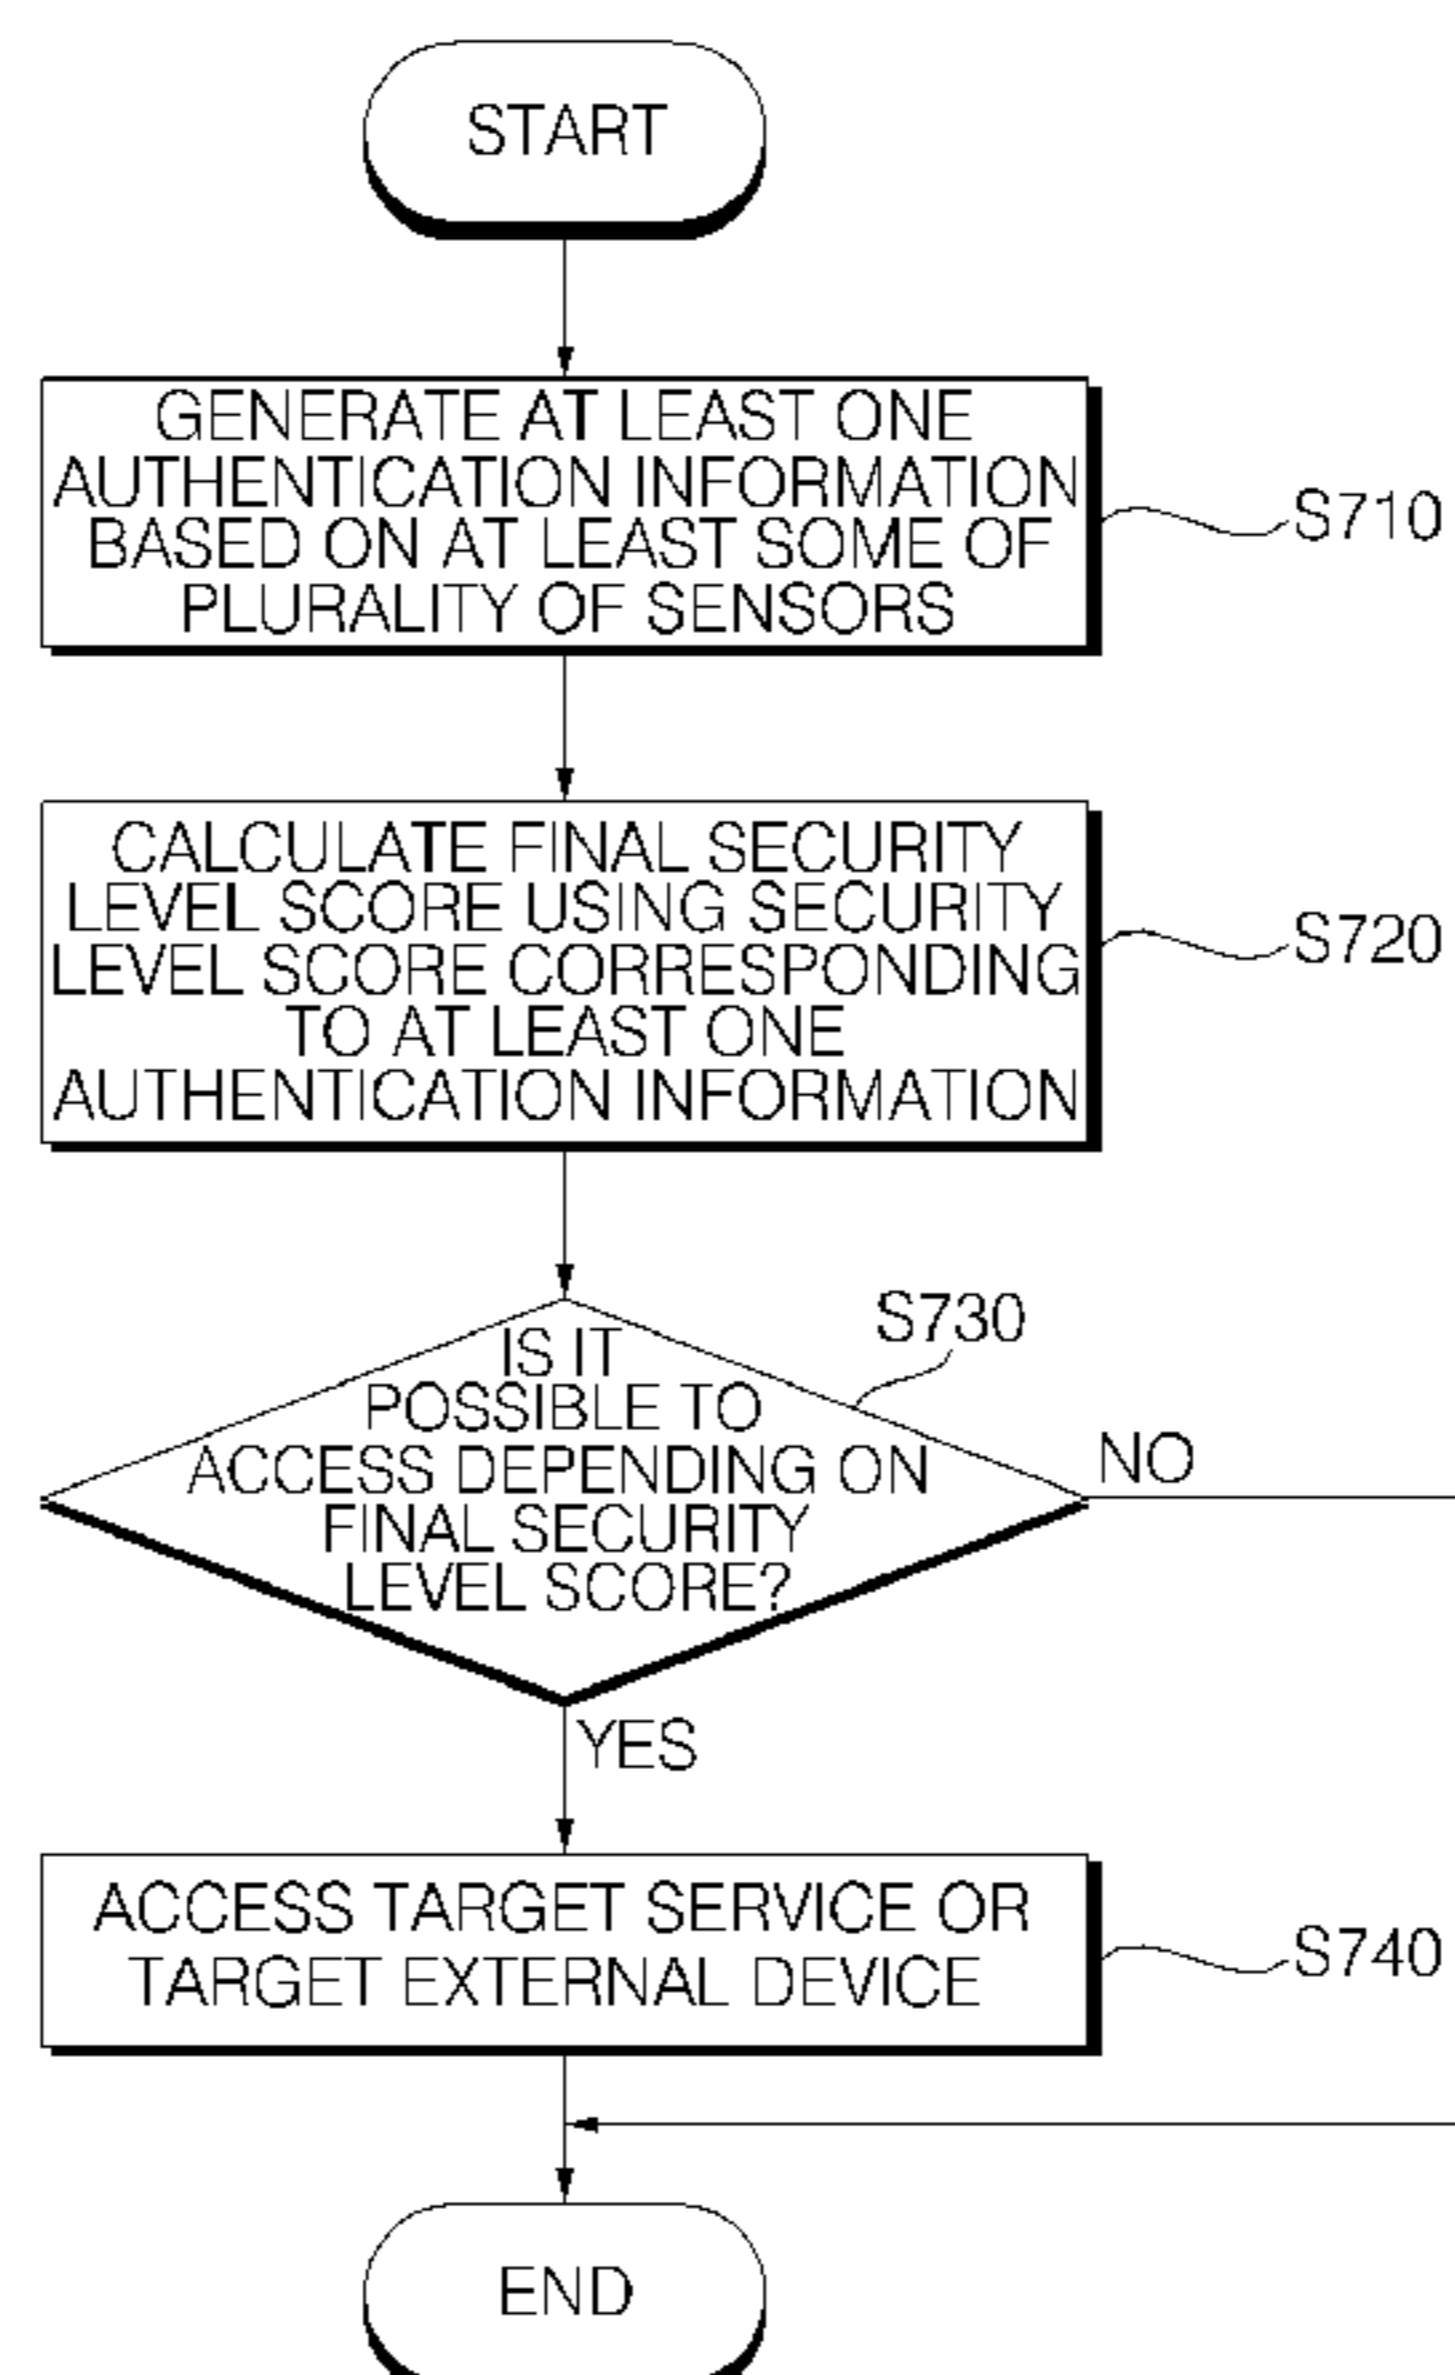 START
GENERATE AT LEAST ONE
AUTHENTICATION INFORMATION
BASED ON AT LEAST SOME OF
PLURALITY OF SENSORS
S710
CALCULATE FINAL SECURITY
LEVEL SCORE USING SECURITY
LEVEL SCORE CORRESPONDING
TO AT LEAST ONE
AUTHENTICATION INFORMATION
S720
S730
IS IT
POSSIBLE TO
ACCESS DEPENDING ON
FINAL SECURITY
LEVEL SCORE?
NO
YES
ACCESS TARGET SERVICE OR
TARGET EXTERNAL DEVICE
S740
END